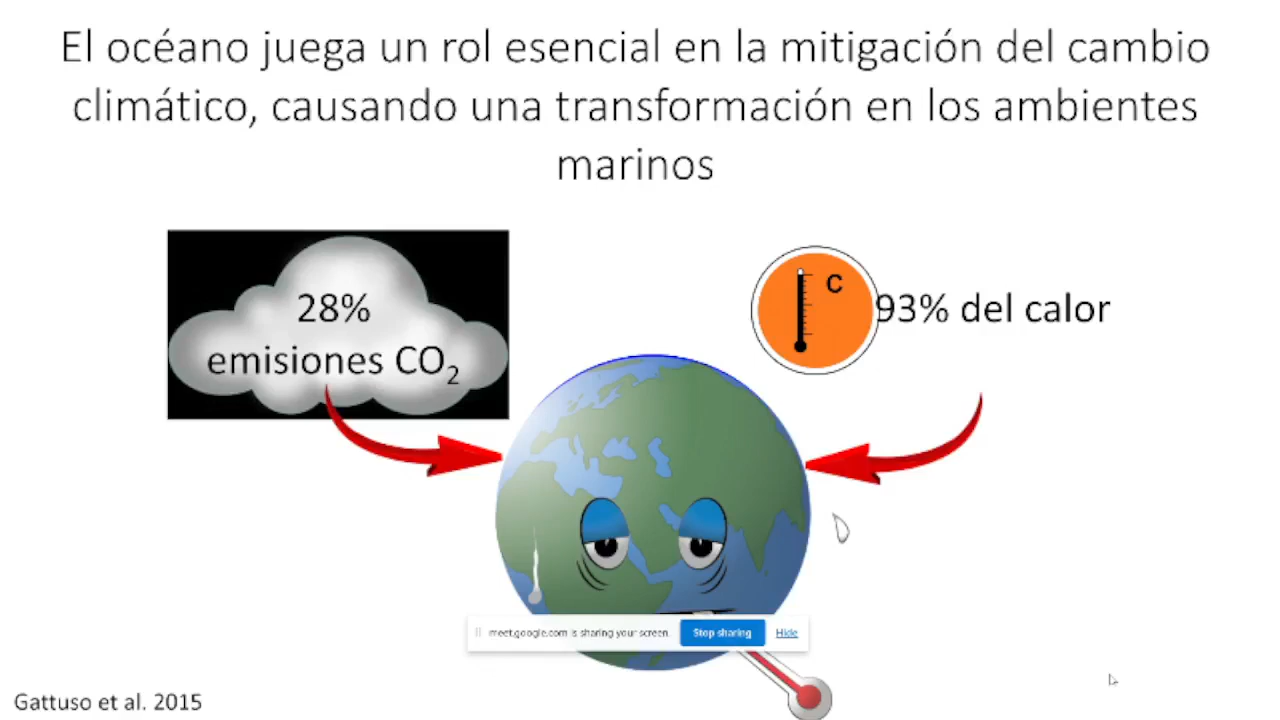 El océano juega un rol esencial en la mitigación del cambio
climático, causando una transformación en los ambientes
marinos
28%
emisiones CO₂
C
93% del calor
meet.google.com is sharing your screen.
Stop sharing
Hide
Gattuso et al. 2015